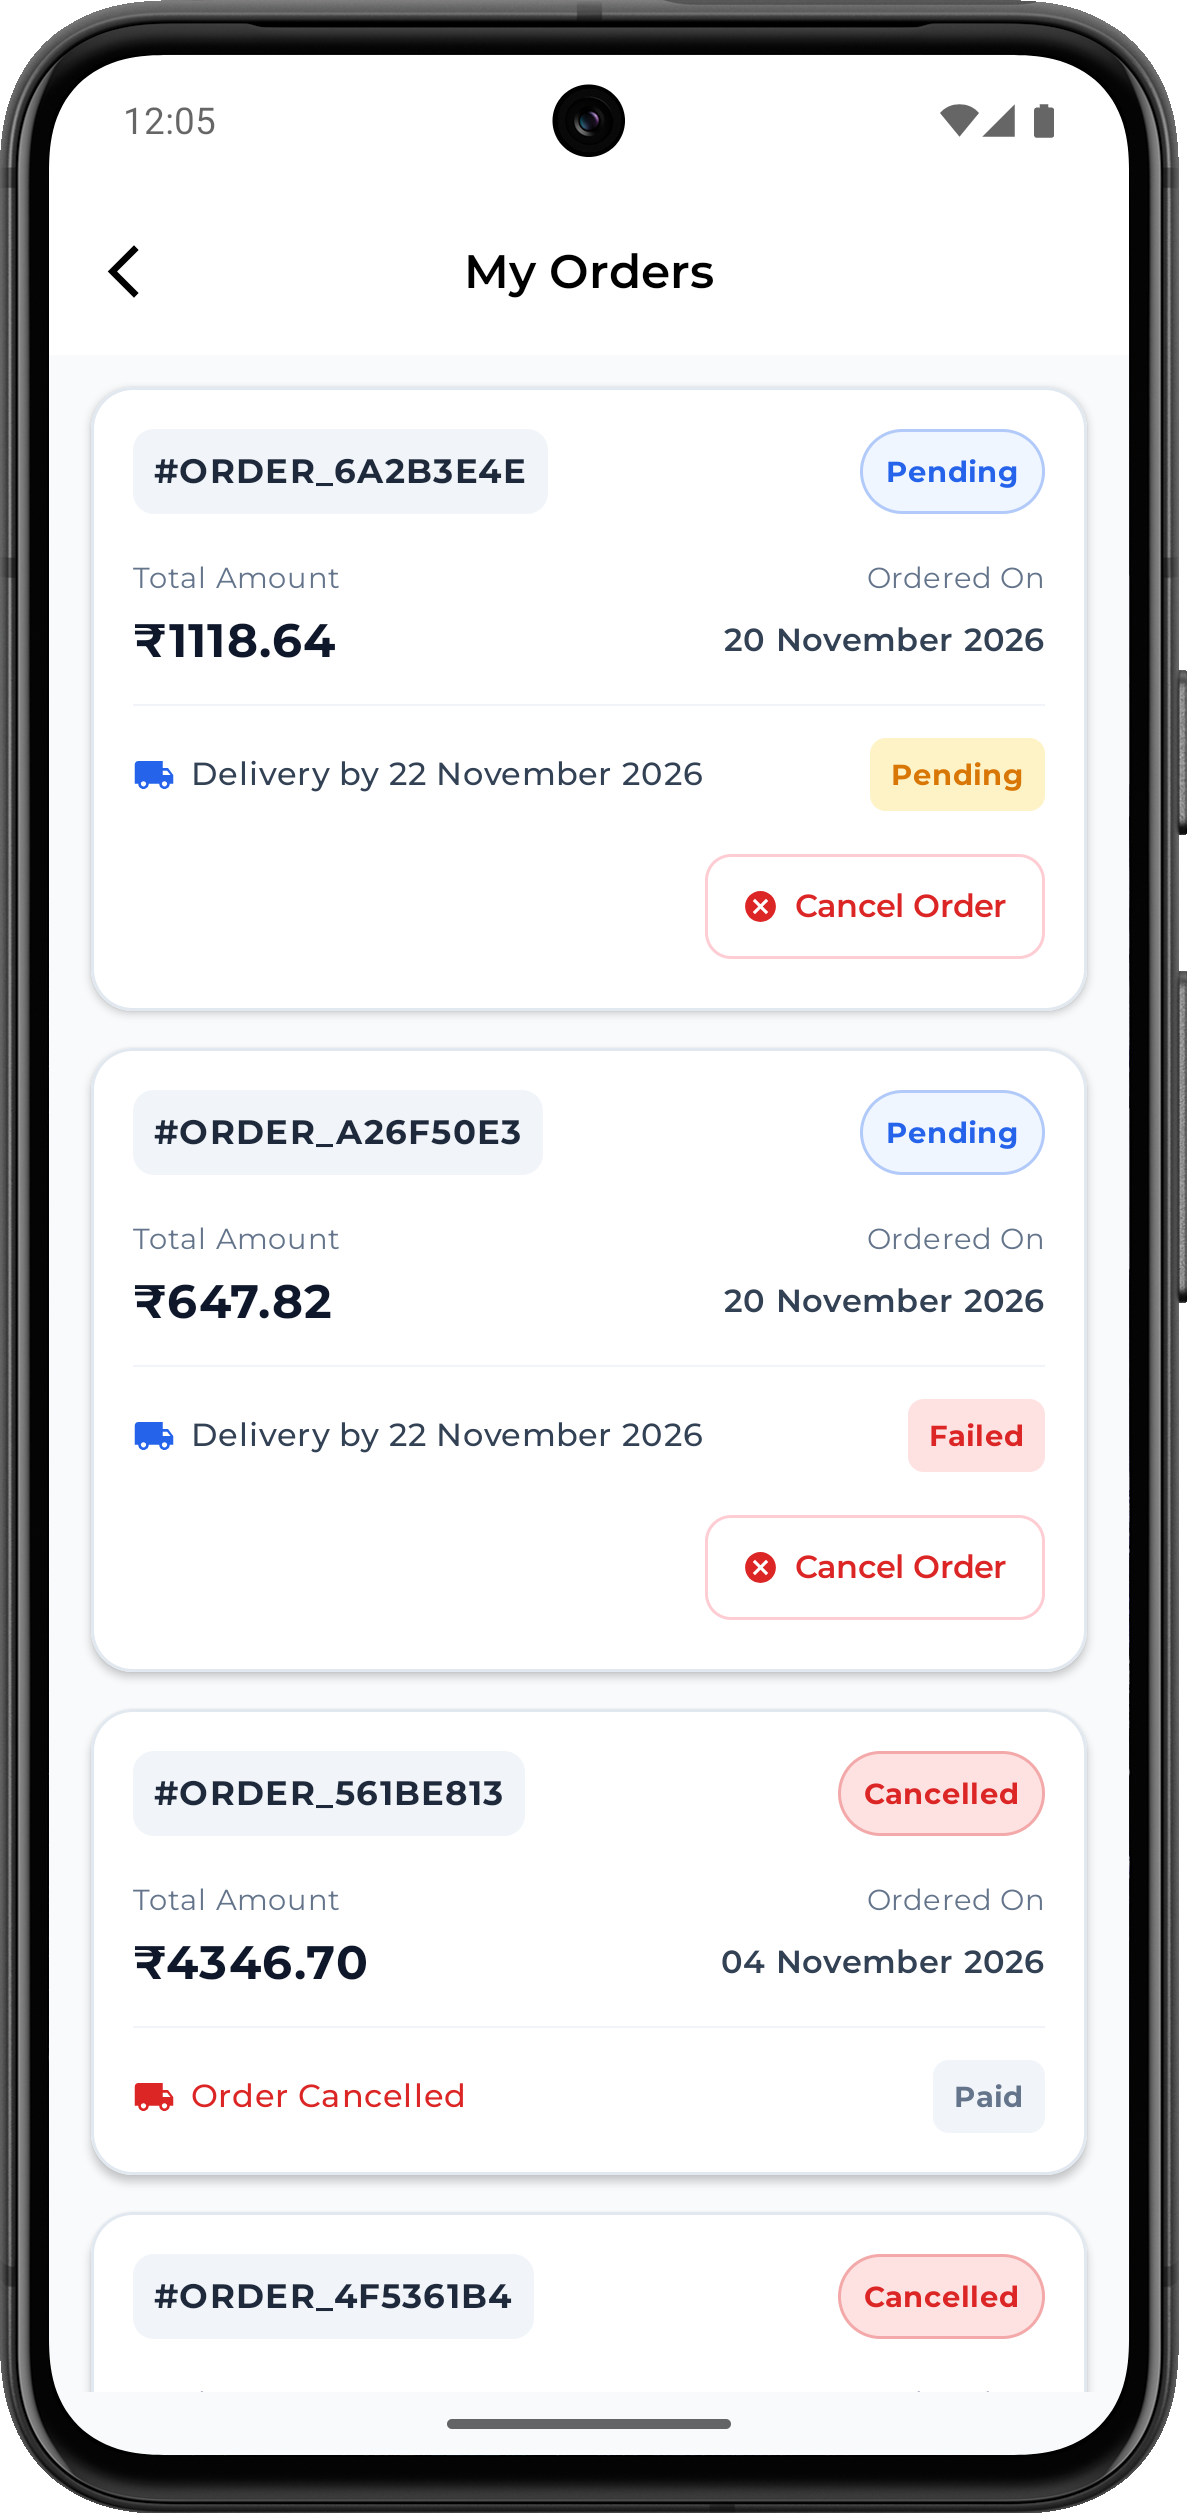 12:05
My Orders
#ORDER_6A2B3E4E
Pending
Total Amount
Ordered On
₹1118.64
20 November 2026
Delivery by 22 November 2026
Pending
Cancel Order
#ORDER_A26F50E3
Pending
Total Amount
Ordered On
₹647.82
20 November 2026
Delivery by 22 November 2026
Failed
Cancel Order
#ORDER_561BE813
Cancelled
Total Amount
Ordered On
₹4346.70
04 November 2026
Order Cancelled
Paid
#ORDER_4F5361B4
Cancelled